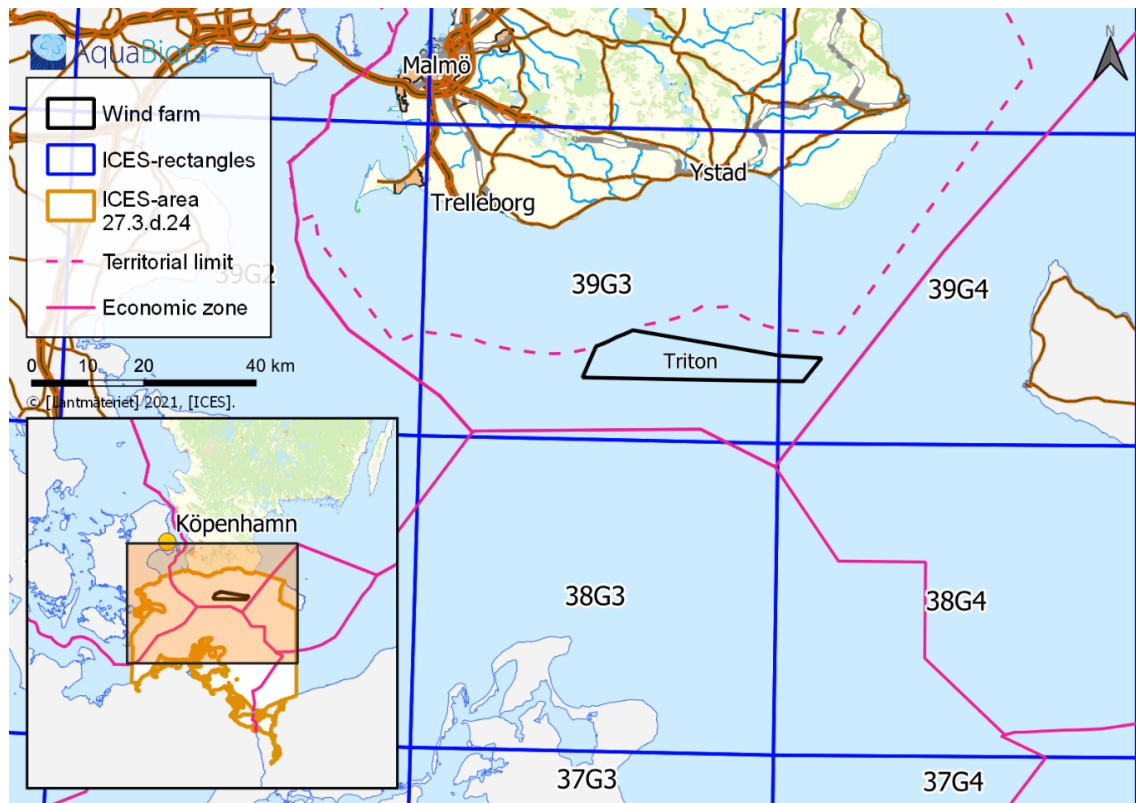 AquaBiota
Wind farm
ICES-rectangles
ICES-area
27.3.d.24
Territorial limit
Economic zone
0 10 20 40 km
© [Lantmäteriet] 2021, [ICES].
N
Malmö
Ystad
Trelleborg
39G2
39G3
39G4
Triton
Köpenhamn
38G3
38G4
37G3
37G4